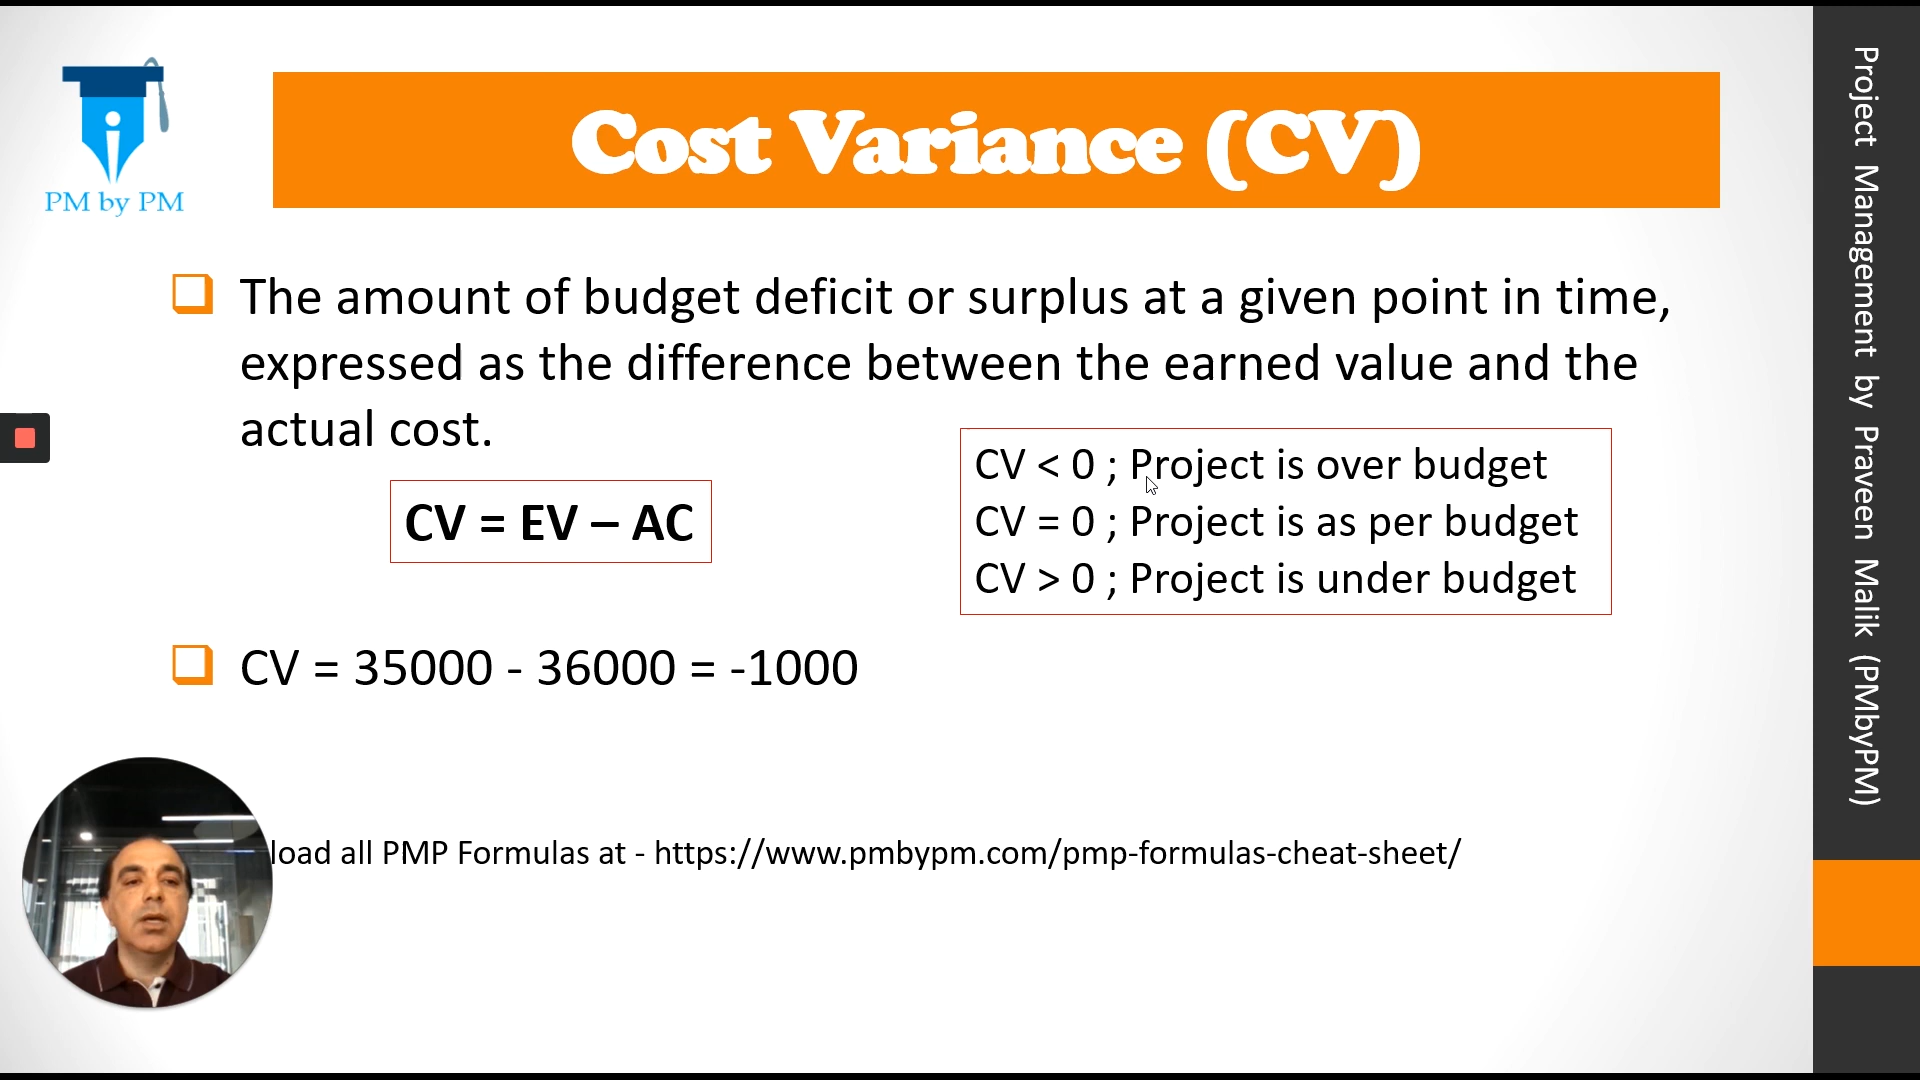 PM by PM
Cost Variance (CV)
The amount of budget deficit or surplus at a given point in time,
expressed as the difference between the earned value and the
actual cost.
CV = EV – AC
CV < 0 ; Project is over budget
CV = 0 ; Project is as per budget
CV > 0 ; Project is under budget
CV = 35000 - 36000 = -1000
load all PMP Formulas at - https://www.pmbypm.com/pmp-formulas-cheat-sheet/
Project Management by Praveen Malik (PMbyPM)